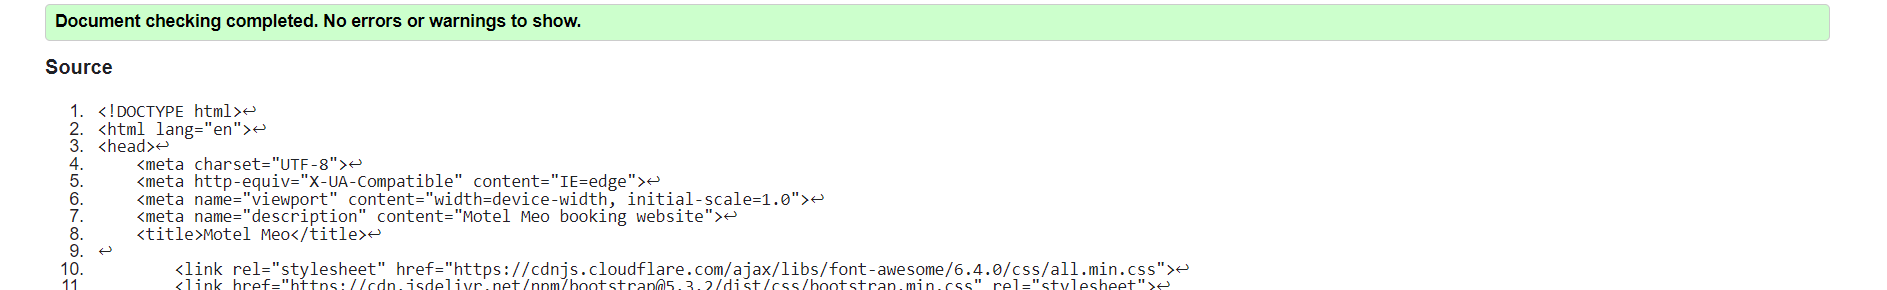 Document checking completed. No errors or warnings to show.
Source
1. <!DOCTYPE html>↩
2. <html lang="en">↩
3. <head>↩
4. <meta charset="UTF-8">↩
5. <meta http-equiv="X-UA-Compatible" content="IE=edge">↩
6. <meta name="viewport" content="width=device-width, initial-scale=1.0">↩
7. <meta name="description" content="Motel Meo booking website">↩
8. <title>Motel Meo</title>↩
9. ↩
10. <link rel="stylesheet" href="https://cdnjs.cloudflare.com/ajax/libs/font-awesome/6.4.0/css/all.min.css">↩
11 <link href="https://cdn.jsdelivr.net/npm/bootstrap@5.3.2/dist/css/bootstrap.min.css" rel="stylesheet">↩